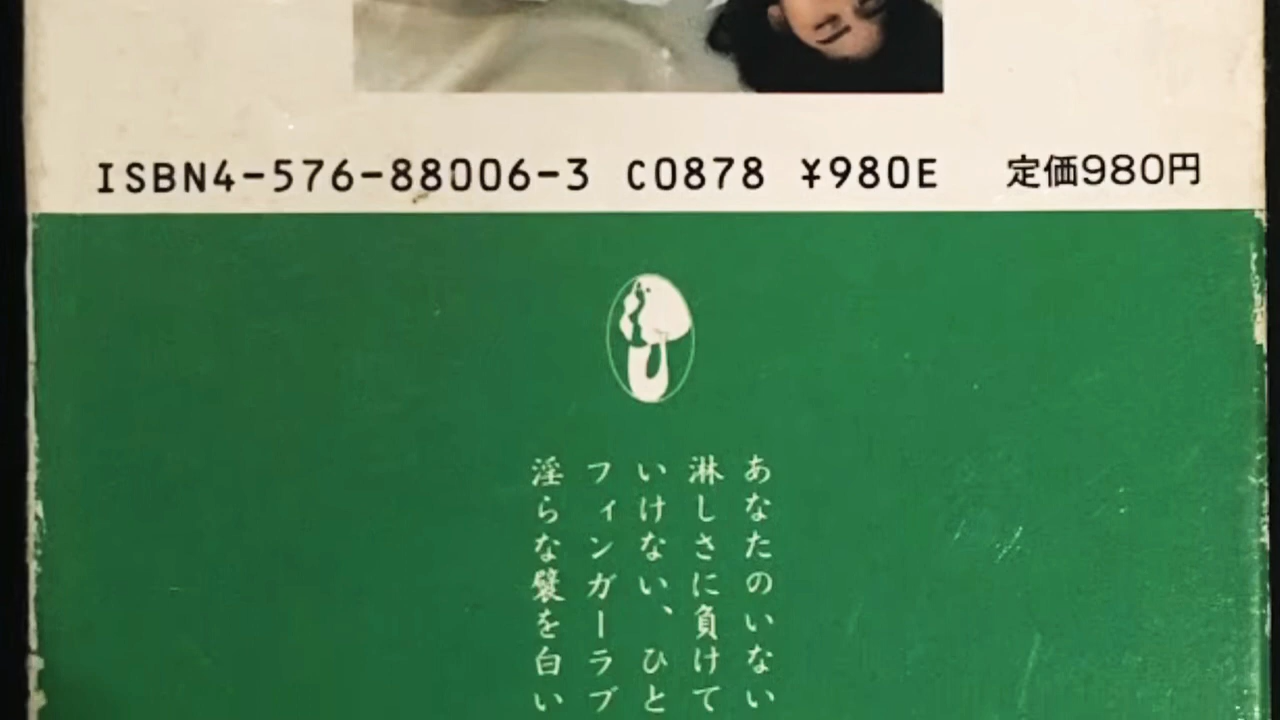 ISBN4-576-88006-3 C0878 ¥980E 定価980円
あなたのいない
淋しさに負けて
いけない、ひと
フィンガーラブ
淫らな襞を白い